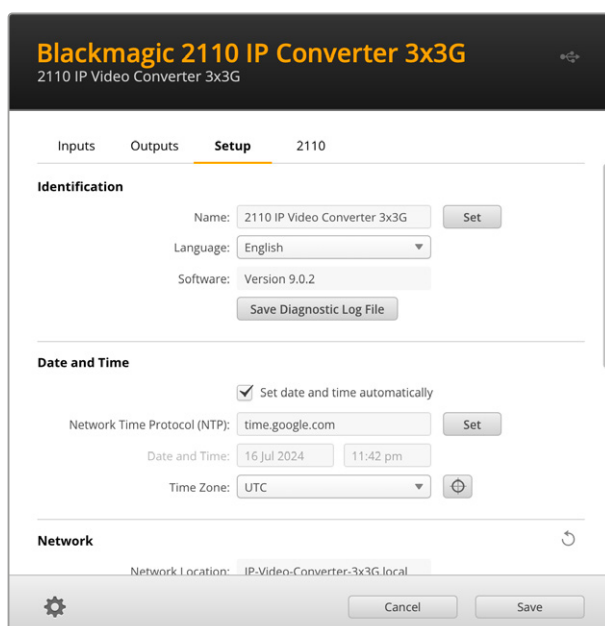 Blackmagic 2110 IP Converter 3x3G
2110 IP Video Converter 3x3G
Inputs Outputs Setup 2110
Identification
Name: 2110 IP Video Converter 3x3G Set
Language: English
Software: Version 9.0.2
Save Diagnostic Log File
Date and Time
Set date and time automatically
Network Time Protocol (NTP): time.google.com Set
Date and Time: 16 Jul 2024 11:42 pm
Time Zone: UTC
Network
Network Location: IP-Video-Converter-3x3G.local
Cancel Save